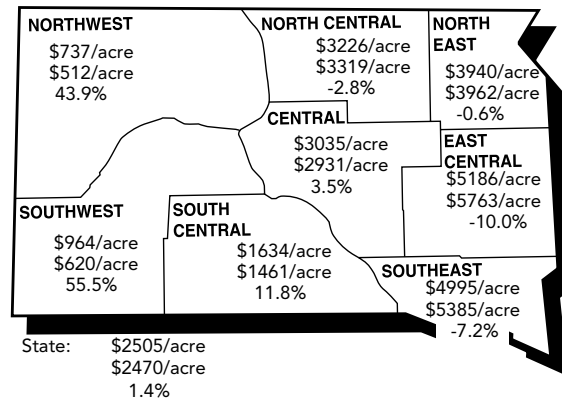 NORTHWEST
$737/acre
$512/acre
43.9%
NORTH CENTRAL
$3226/acre
$3319/acre
-2.8%
NORTH
EAST
$3940/acre
$3962/acre
-0.6%
CENTRAL
$3035/acre
$2931/acre
3.5%
EAST
CENTRAL
$5186/acre
$5763/acre
-10.0%
SOUTHWEST
$964/acre
$620/acre
55.5%
SOUTH
CENTRAL
$1634/acre
$1461/acre
11.8%
SOUTHEAST
$4995/acre
$5385/acre
-7.2%
State: $2505/acre
$2470/acre
1.4%